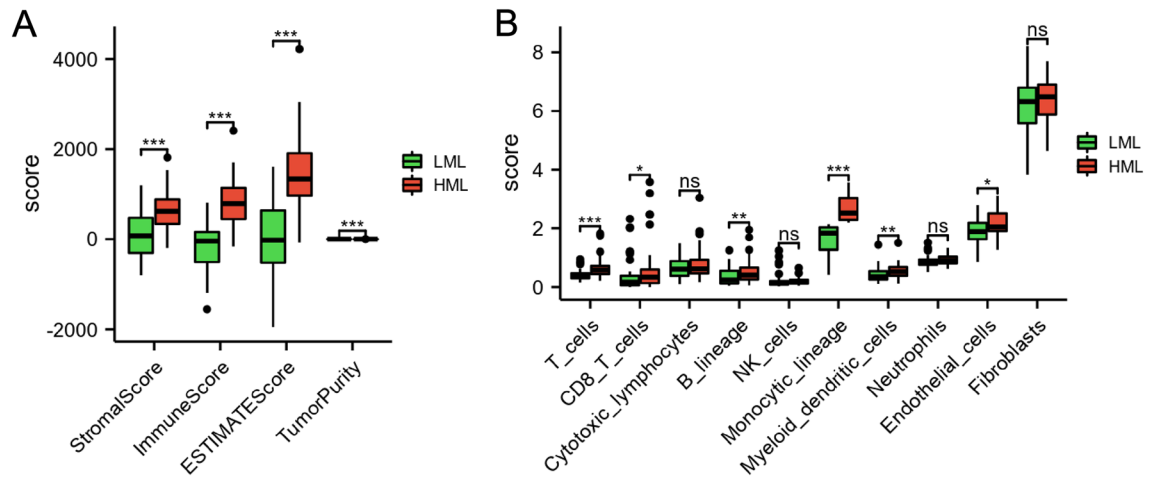 A
score
4000
2000
0
-2000
***
***
***
***
StromalScore
ImmuneScore
ESTIMATEScore
TumorPurity
LML
HML
B
score
8
6
4
2
0
***
*
ns
**
ns
***
**
ns
*
ns
T_cells
CD8_T_cells
Cytotoxic_lymphocytes
B_lineage
NK_cells
Monocytic_lineage
Myeloid_dendritic_cells
Neutrophils
Endothelial_cells
Fibroblasts
LML
HML